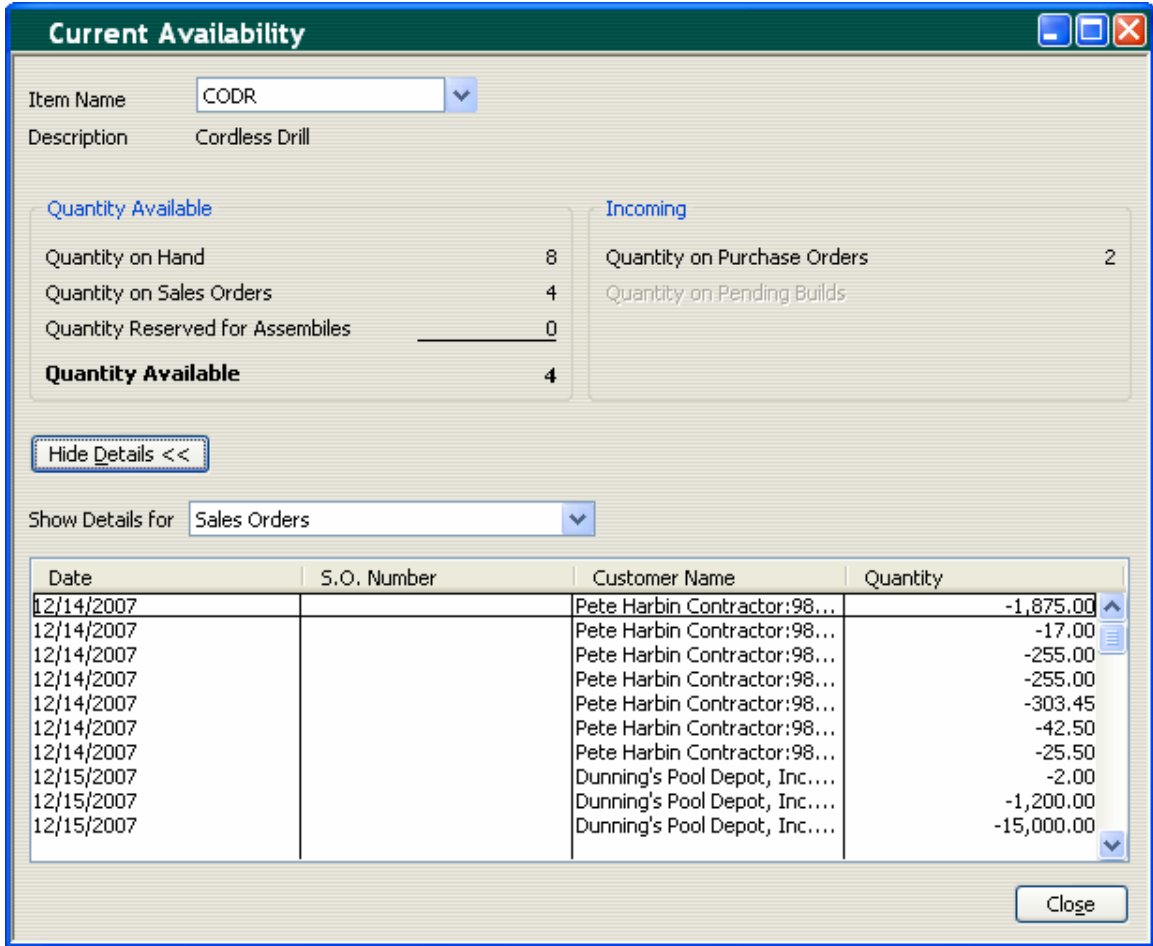 Current Availability
Item Name CODR
Description Cordless Drill
Quantity Available
Quantity on Hand 8
Quantity on Sales Orders 4
Quantity Reserved for Assembiles 0
Quantity Available 4
Incoming
Quantity on Purchase Orders 2
Quantity on Pending Builds
Hide Details <<
Show Details for Sales Orders
Date S.O. Number Customer Name Quantity
12/14/2007 Pete Harbin Contractor:98... -1,875.00
12/14/2007 Pete Harbin Contractor:98... -17.00
12/14/2007 Pete Harbin Contractor:98... -255.00
12/14/2007 Pete Harbin Contractor:98... -255.00
12/14/2007 Pete Harbin Contractor:98... -303.45
12/14/2007 Pete Harbin Contractor:98... -42.50
12/14/2007 Pete Harbin Contractor:98... -25.50
12/15/2007 Dunning's Pool Depot, Inc.... -2.00
12/15/2007 Dunning's Pool Depot, Inc.... -1,200.00
12/15/2007 Dunning's Pool Depot, Inc.... -15,000.00
Close